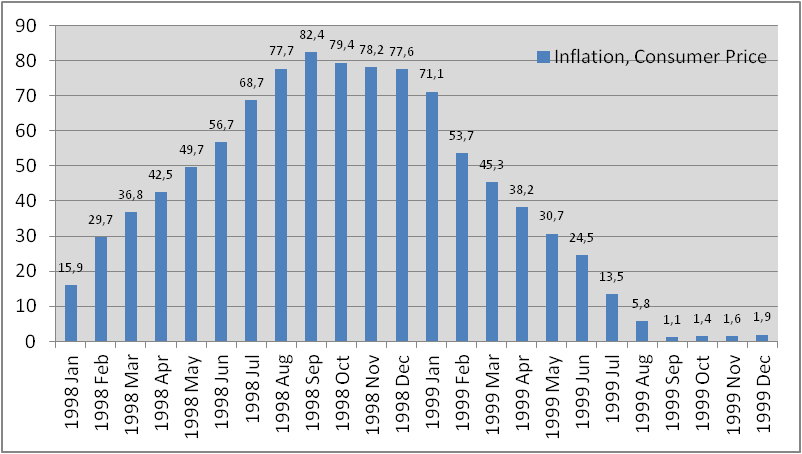 90
80
70
60
50
40
30
20
10
0
Inflation, Consumer Price
15,9
29,7
36,8
42,5
49,7
56,7
68,7
77,7
82,4
79,4
78,2
77,6
71,1
53,7
45,3
38,2
30,7
24,5
13,5
5,8
1,1
1,4
1,6
1,9
1998 Jan
1998 Feb
1998 Mar
1998 Apr
1998 May
1998 Jun
1998 Jul
1998 Aug
1998 Sep
1998 Oct
1998 Nov
1998 Dec
1999 Jan
1999 Feb
1999 Mar
1999 Apr
1999 May
1999 Jun
1999 Jul
1999 Aug
1999 Sep
1999 Oct
1999 Nov
1999 Dec